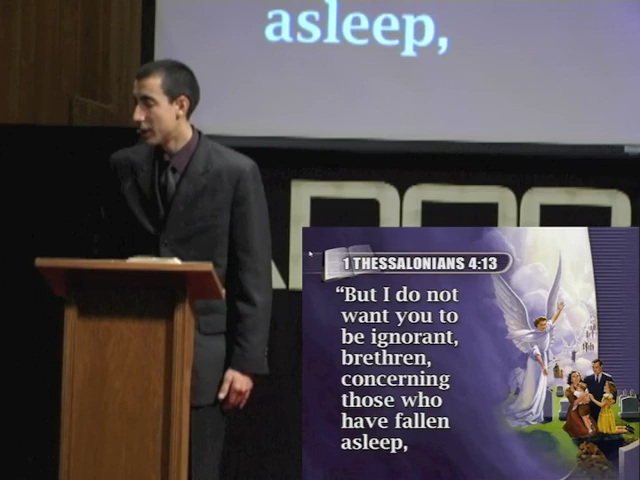 asleep,
1 THESSALONIANS 4:13
“But I do not
want you to
be ignorant,
brethren,
concerning
those who
have fallen
asleep,